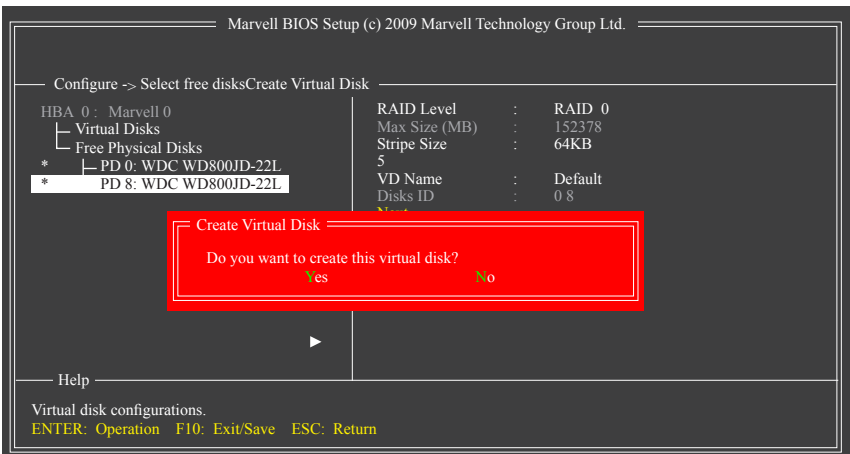 Marvell BIOS Setup (c) 2009 Marvell Technology Group Ltd.
Configure -> Select free disksCreate Virtual Disk
HBA 0 : Marvell 0
Virtual Disks
Free Physical Disks
* PD 0: WDC WD800JD-22L
* PD 8: WDC WD800JD-22L
RAID Level : RAID 0
Max Size (MB) : 152378
Stripe Size : 64KB
5
VD Name : Default
Disks ID : 0 8
Create Virtual Disk
Do you want to create this virtual disk?
Yes No
Help
Virtual disk configurations.
ENTER: Operation F10: Exit/Save ESC: Return